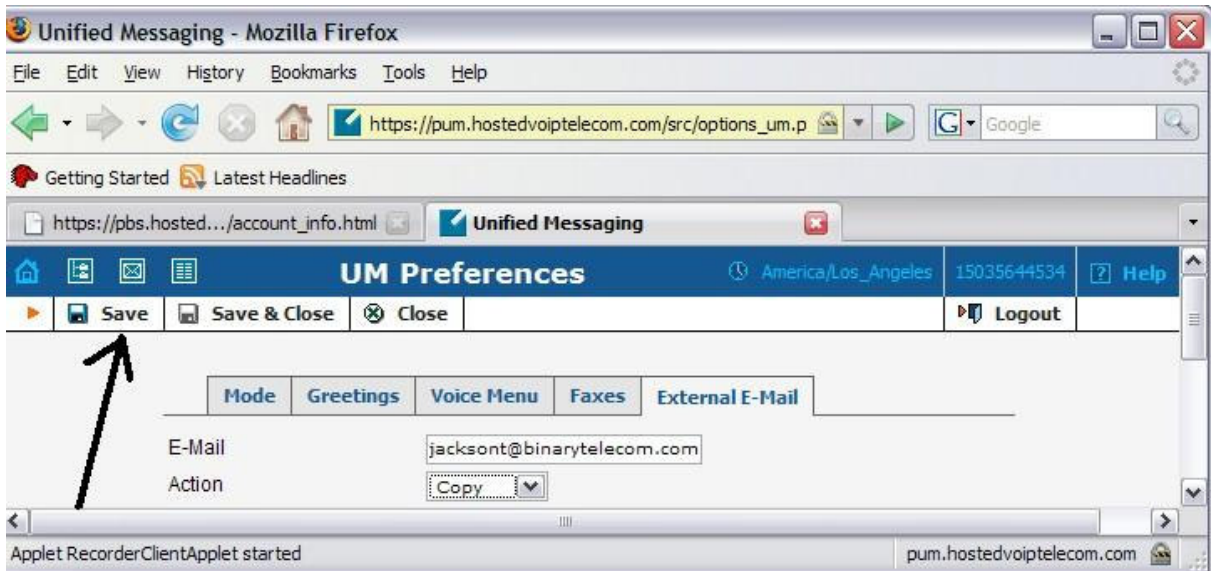 Unified Messaging - Mozilla Firefox
File Edit View History Bookmarks Tools Help
https://pum.hostedvoiptelecom.com/src/options_um.p G Google
Getting Started Latest Headlines
https://pbs.hosted.../account_info.html Unified Messaging
UM Preferences America/Los_Angeles 15035644534 ? Help
Save Save & Close Close Logout
Mode Greetings Voice Menu Faxes External E-Mail
E-Mail jacksont@binarytelecom.com
Action Copy
Applet RecorderClientApplet started pum.hostedvoiptelecom.com